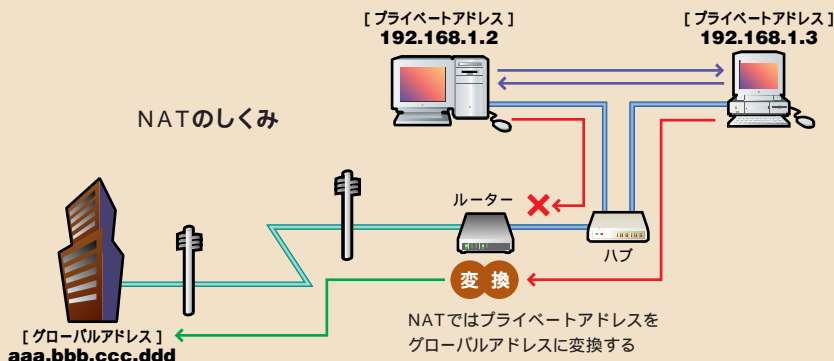 [ プライベートアドレス ]
192.168.1.2
[ プライベートアドレス ]
192.168.1.3
NATのしくみ
ルーター
ハブ
変換
[ グローバルアドレス ]
aaa.bbb.ccc.ddd
NATではプライベートアドレスを
グローバルアドレスに変換する